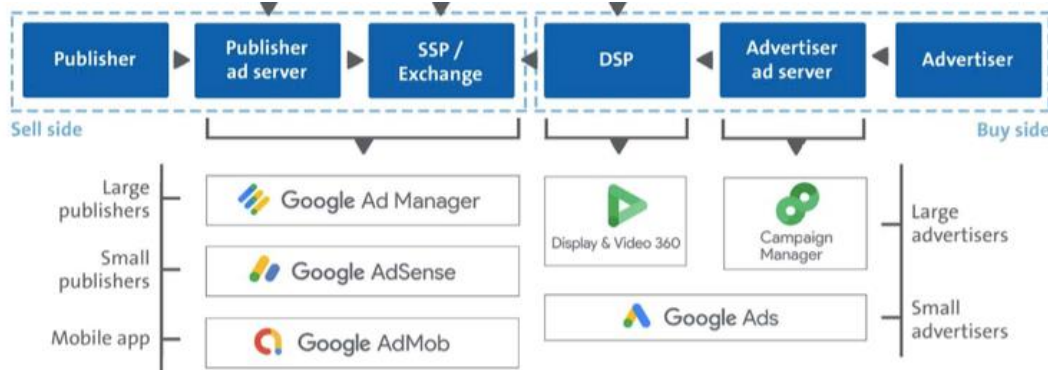 Publisher
Publisher
ad server
SSP /
Exchange
DSP
Advertiser
ad server
Advertiser
Sell side
Buy side
Large
publishers
Google Ad Manager
Display & Video 360
Campaign
Manager
Large
advertisers
Small
publishers
Google AdSense
Google Ads
Small
advertisers
Mobile app
Google AdMob